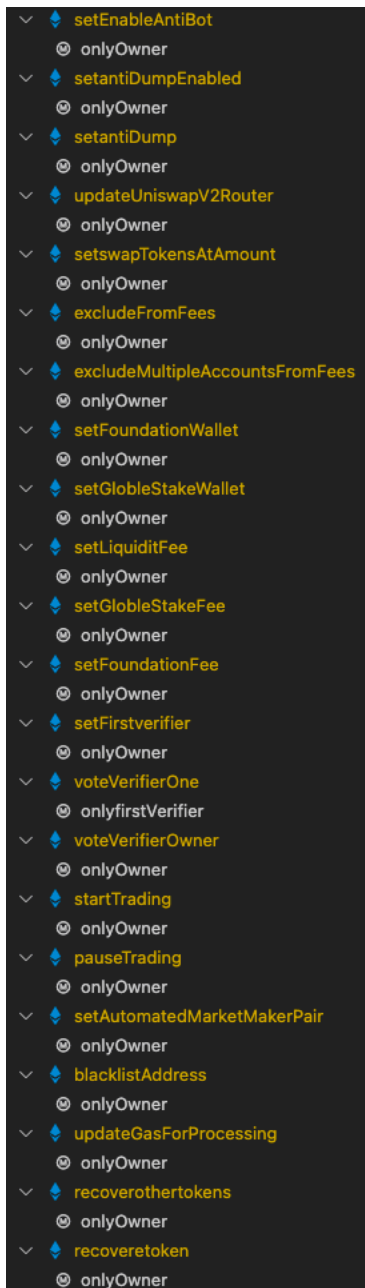 setEnableAntiBot
onlyOwner
setantiDumpEnabled
onlyOwner
setantiDump
onlyOwner
updateUniswapV2Router
onlyOwner
setswapTokensAtAmount
onlyOwner
excludeFromFees
onlyOwner
excludeMultipleAccountsFromFees
onlyOwner
setFoundationWallet
onlyOwner
setGlobleStakeWallet
onlyOwner
setLiquiditFee
onlyOwner
setGlobleStakeFee
onlyOwner
setFoundationFee
onlyOwner
setFirstverifier
onlyOwner
voteVerifierOne
onlyfirstVerifier
voteVerifierOwner
onlyOwner
startTrading
onlyOwner
pauseTrading
onlyOwner
setAutomatedMarketMakerPair
onlyOwner
blacklistAddress
onlyOwner
updateGasForProcessing
onlyOwner
recoverothertokens
onlyOwner
recoveretoken
onlyOwner